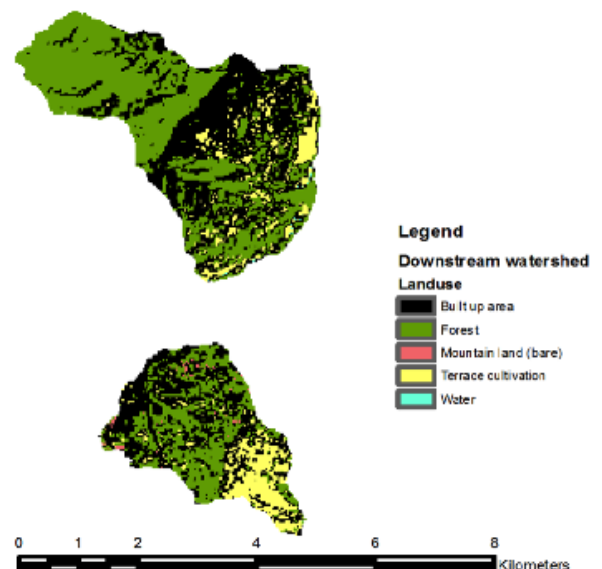 Legend
Downstream watershed
Landuse
Built up area
Forest
Mountain land (bare)
Terrace cultivation
Water
0 1 2 4 6 8
Kilometers